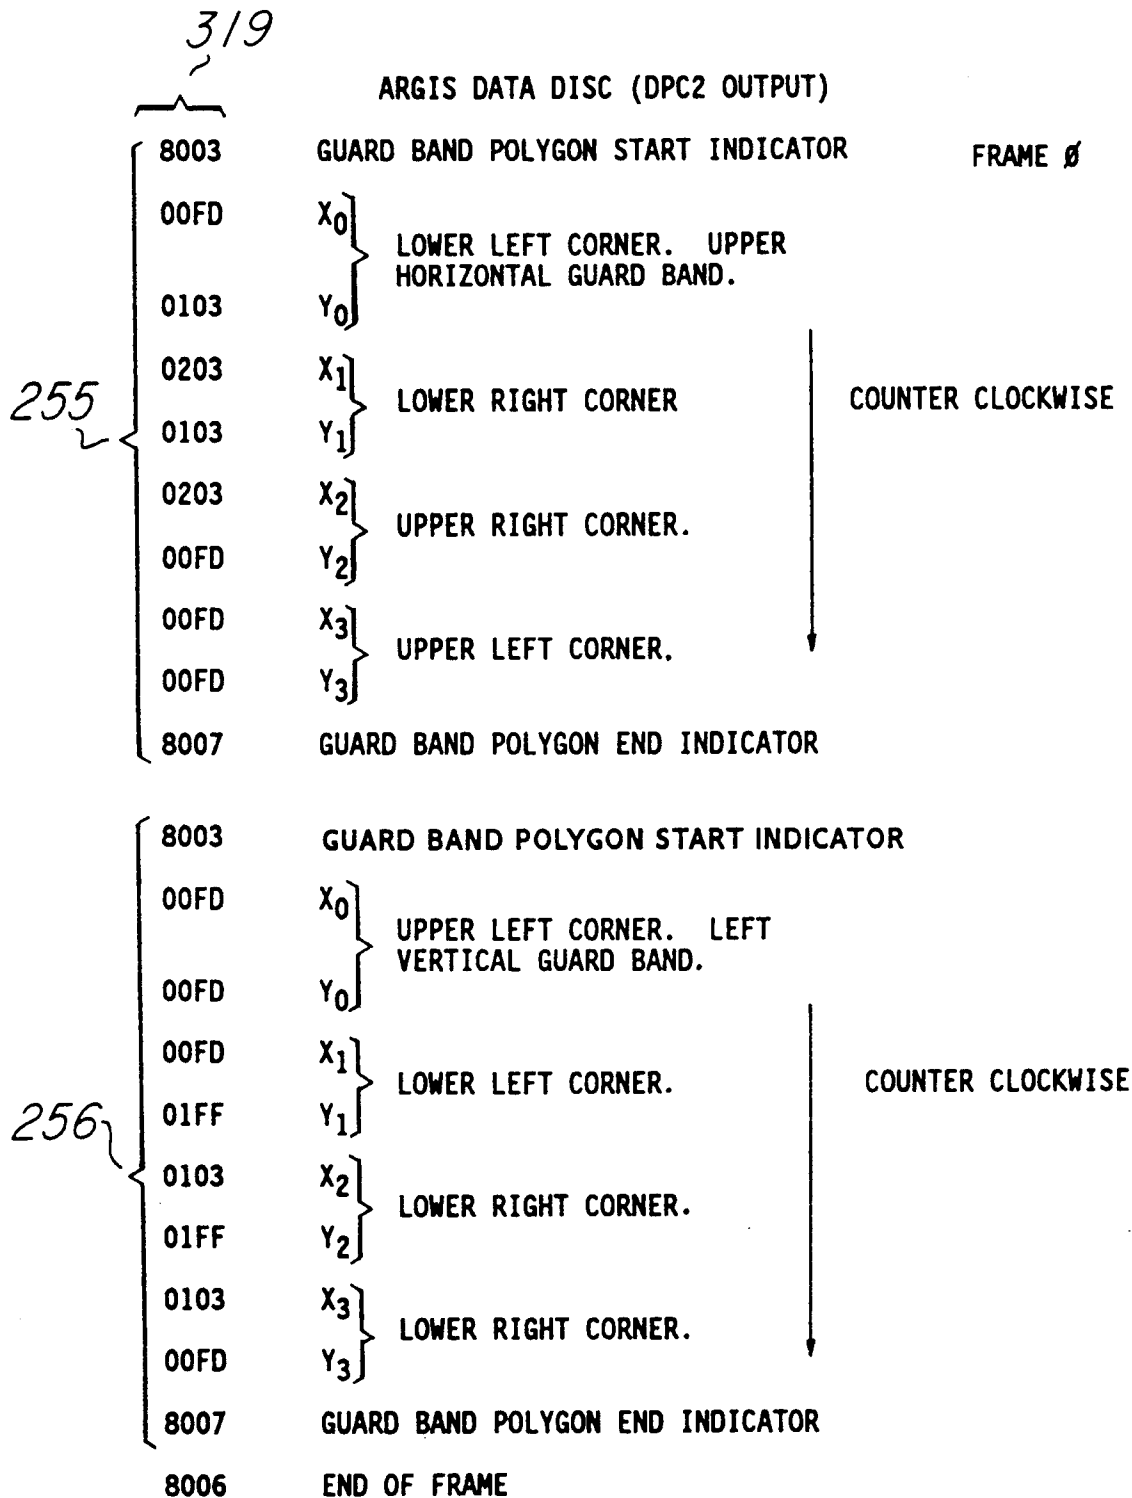 319
ARGIS DATA DISC (DPC2 OUTPUT)
8003 GUARD BAND POLYGON START INDICATOR FRAME Ø
00FD X0
LOWER LEFT CORNER. UPPER
HORIZONTAL GUARD BAND.
0103 Y0
0203 X1
255 LOWER RIGHT CORNER COUNTER CLOCKWISE
0103 Y1
0203 X2
UPPER RIGHT CORNER.
00FD Y2
00FD X3
UPPER LEFT CORNER.
00FD Y3
8007 GUARD BAND POLYGON END INDICATOR
8003 GUARD BAND POLYGON START INDICATOR
00FD X0
UPPER LEFT CORNER. LEFT
VERTICAL GUARD BAND.
00FD Y0
00FD X1
LOWER LEFT CORNER. COUNTER CLOCKWISE
256 01FF Y1
0103 X2
LOWER RIGHT CORNER.
01FF Y2
0103 X3
LOWER RIGHT CORNER.
00FD Y3
8007 GUARD BAND POLYGON END INDICATOR
8006 END OF FRAME